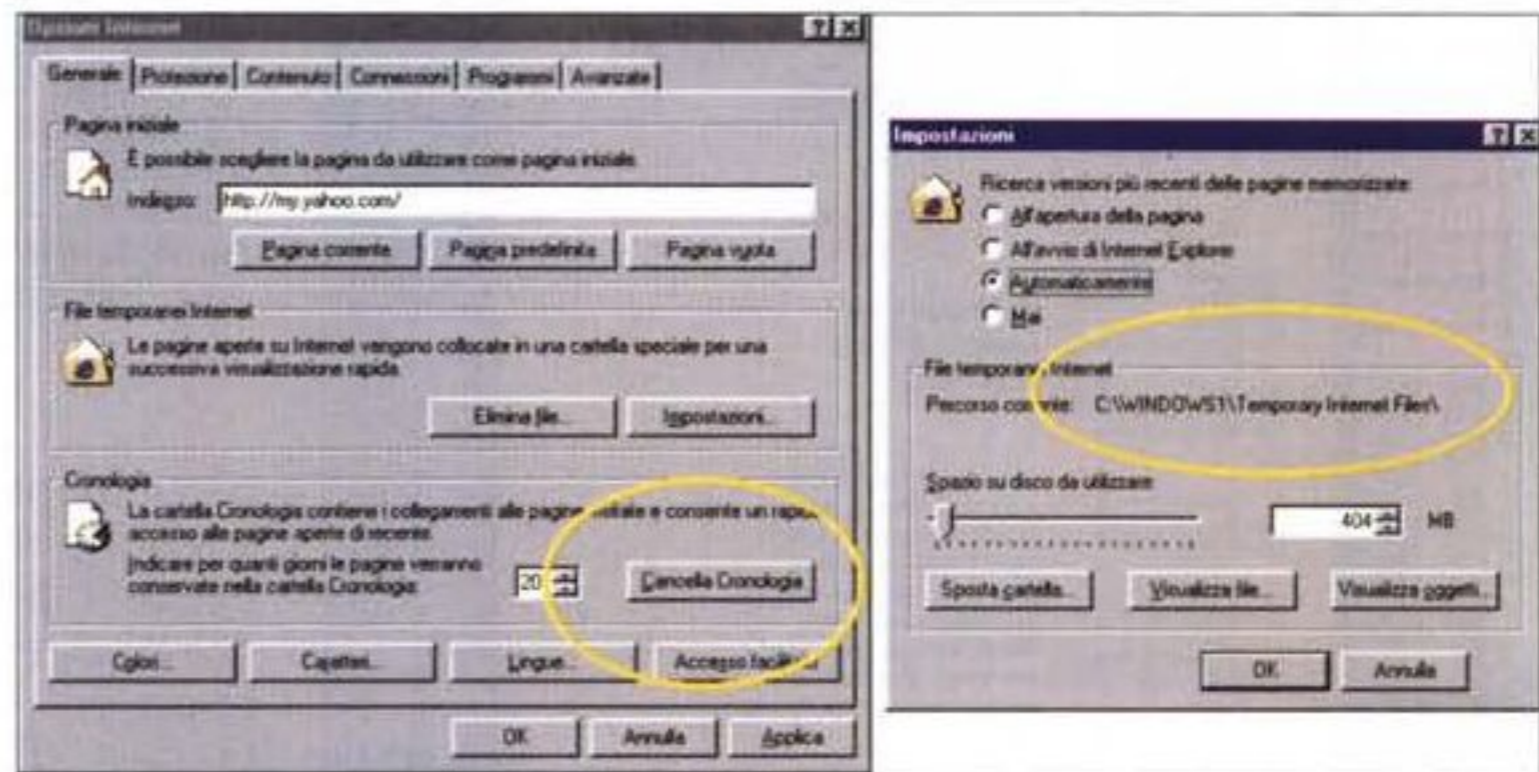 Opzioni Internet
Generale Protezione Contenuto Connessioni Programmi Avanzate
Pagina iniziale
È possibile scegliere la pagina da utilizzare come pagina iniziale.
Indirizzo: http://my.yahoo.com/
Pagina corrente Pagina predefinita Pagina vuota
File temporanei Internet
Le pagine aperte su Internet vengono collocate in una cartella speciale per una
successiva visualizzazione rapida.
Elimina file... Impostazioni...
Cronologia
La cartella Cronologia contiene i collegamenti alle pagine visitate e consente un rapido
accesso alle pagine aperte di recente.
Indicare per quanti giorni le pagine verranno
conservate nella cartella Cronologia: 20 Cancella Cronologia
Colori... Caratteri... Lingue... Accesso facilitato
OK Annulla Applica
Impostazioni
Ricerca versioni più recenti delle pagine memorizzate:
All'apertura della pagina
All'avvio di Internet Explorer
Automaticamente
Mai
File temporanei Internet
Percorso corrente: C:\WINDOWS1\Temporary Internet Files\
Spazio su disco da utilizzare:
404 MB
Sposta cartella... Visualizza file... Visualizza oggetti...
OK Annulla